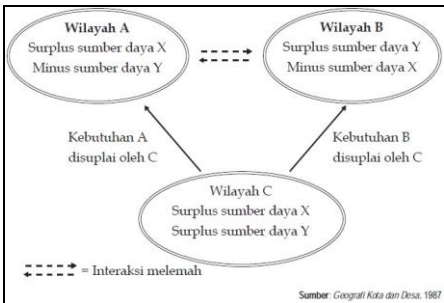 Wilayah A
Surplus sumber daya X
Minus sumber daya Y
Wilayah B
Surplus sumber daya Y
Minus sumber daya X
Kebutuhan A
disuplai oleh C
Kebutuhan B
disuplai oleh C
Wilayah C
Surplus sumber daya X
Surplus sumber daya Y
= Interaksi melemah
Sumber: Geografi Kota dan Desa, 1987